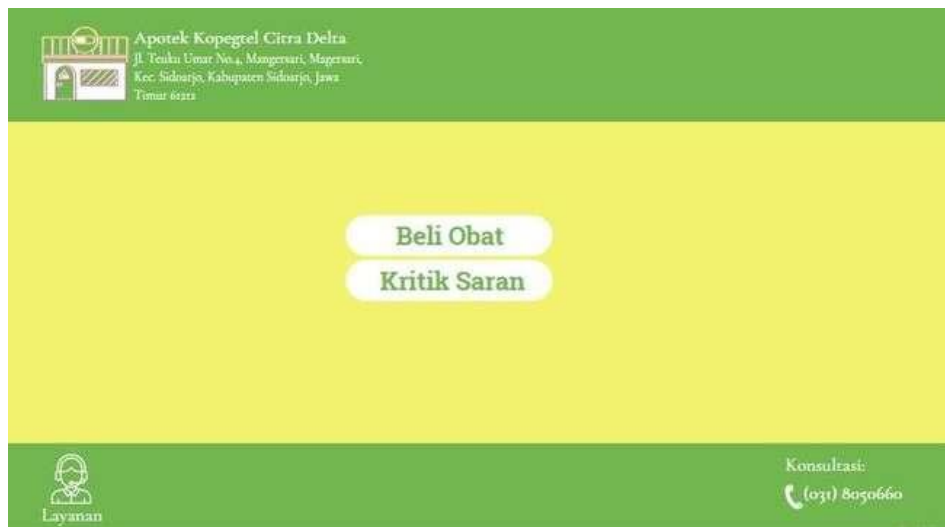 Apotek Kopegtel Citra Delta
Jl. Teuku Umar No.4, Mangersari, Magersari,
Kec. Sidoarjo, Kabupaten Sidoarjo, Jawa
Timur 61212
Beli Obat
Kritik Saran
Layanan
Konsultasi:
(031) 8050660